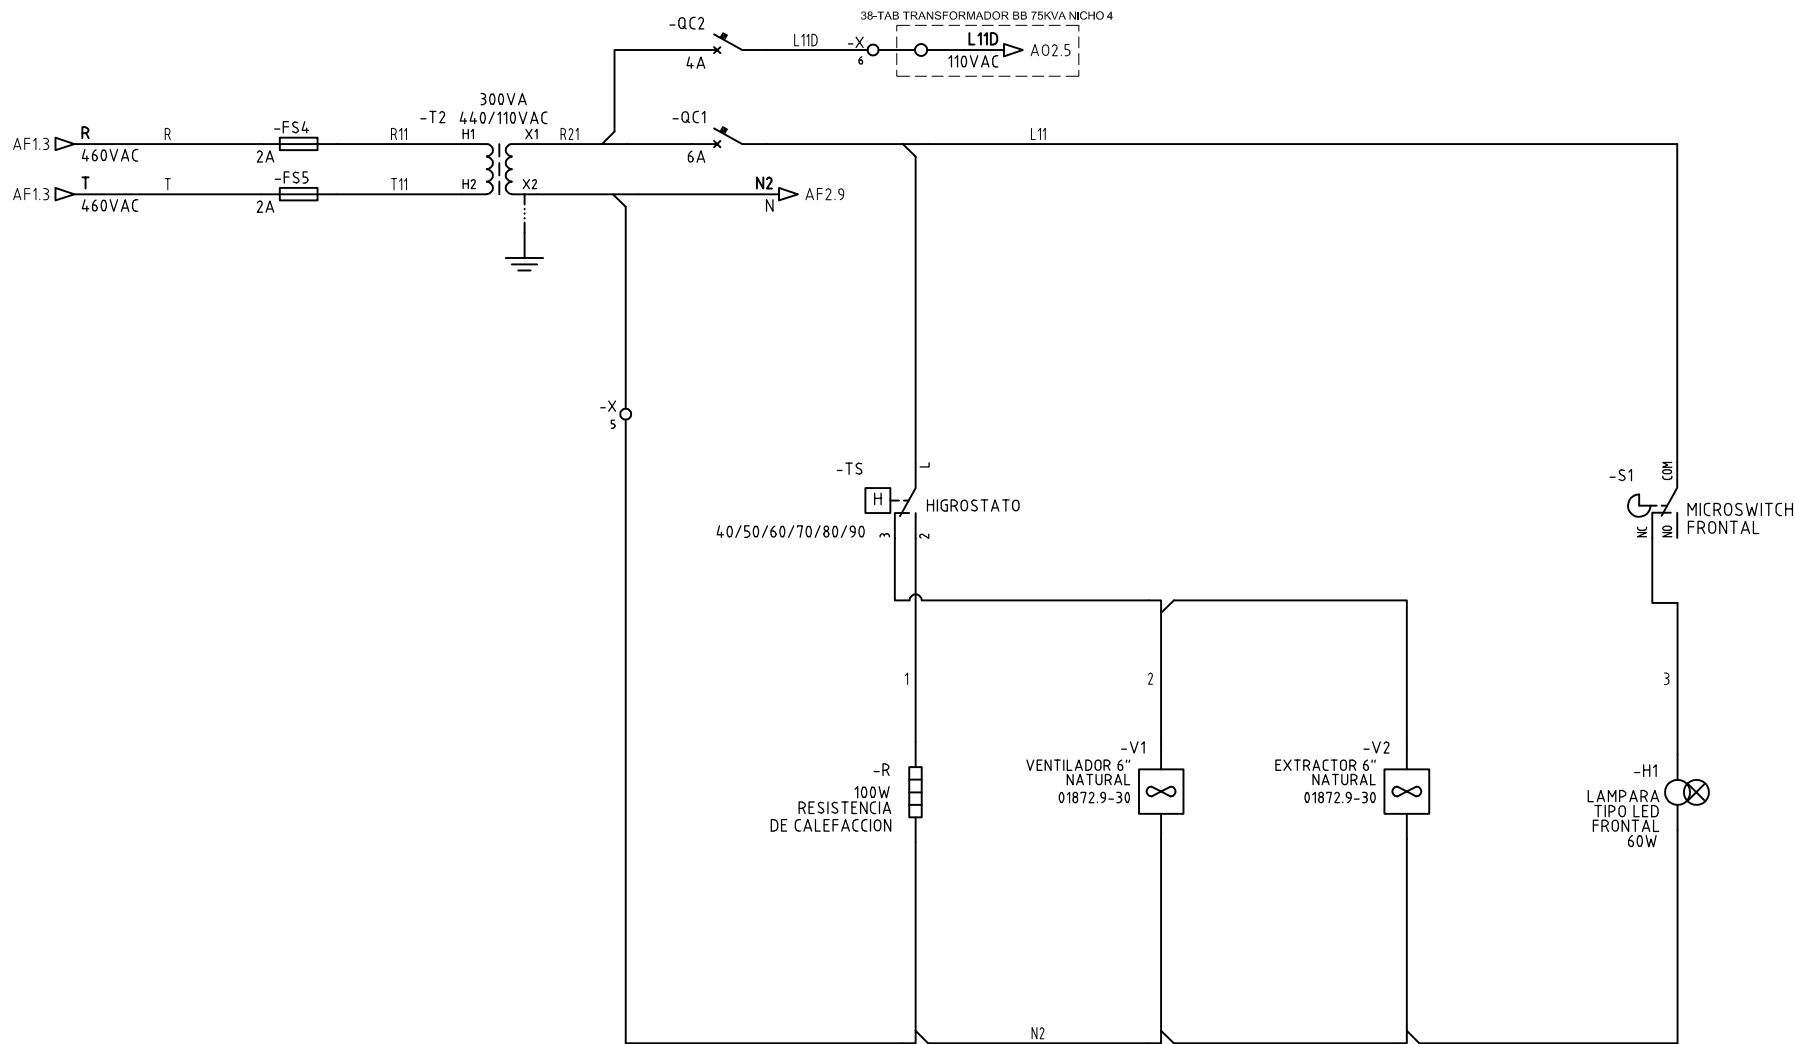 38-TAB TRANSFORMADOR BB 75KVA NICHO 4
-QC2
4A
L11D
-X
6
L11D
110VAC
A02.5
300VA
440/110VAC
-T2
AF1.3
R
460VAC
R
-FS4
2A
R11
H1
X1
R21
-QC1
6A
L11
AF1.3
T
460VAC
T
-FS5
2A
T11
H2
X2
N2
N
AF2.9
-X
5
-TS
L
H
HIGROSTATO
40/50/60/70/80/90
3
2
-S1
COM
MICROSWITCH
FRONTAL
NC
NO
1
2
3
-R
100W
RESISTENCIA
DE CALEFACCION
-V1
VENTILADOR 6"
NATURAL
01872.9-30
-V2
EXTRACTOR 6"
NATURAL
01872.9-30
-H1
LAMPARA
TIPO LED
FRONTAL
60W
N2